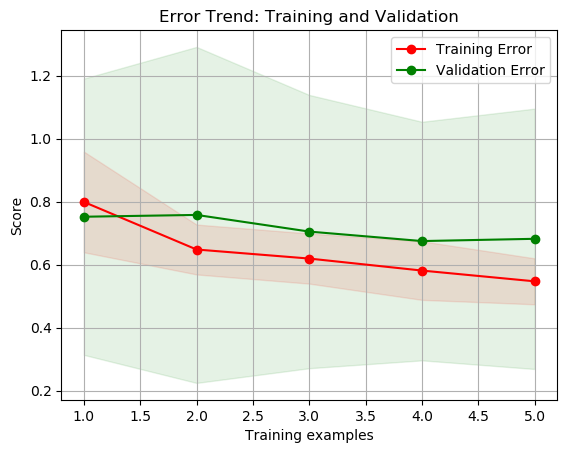 Error Trend: Training and Validation
Training Error
Validation Error
Score
1.2
1.0
0.8
0.6
0.4
0.2
1.0 1.5 2.0 2.5 3.0 3.5 4.0 4.5 5.0
Training examples